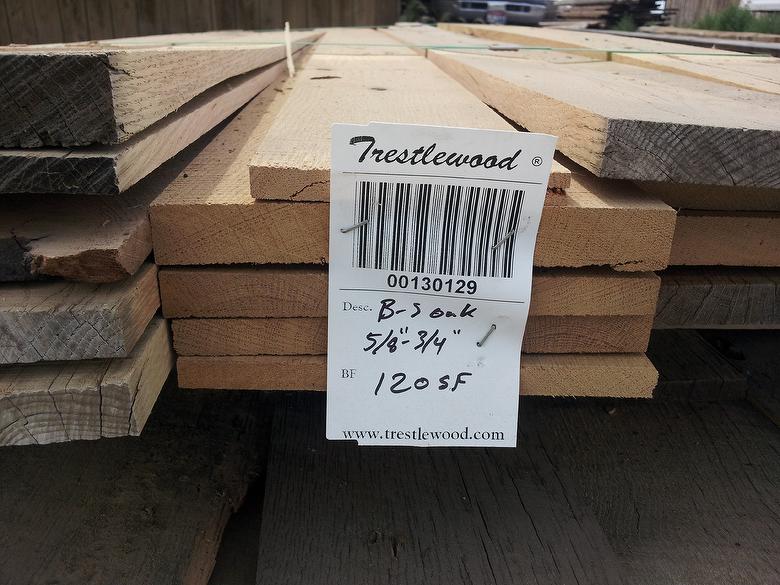 Trestlewood ®
00130129
Desc. B-S oak
5/8"-3/4"
BF 120 SF
www.trestlewood.com